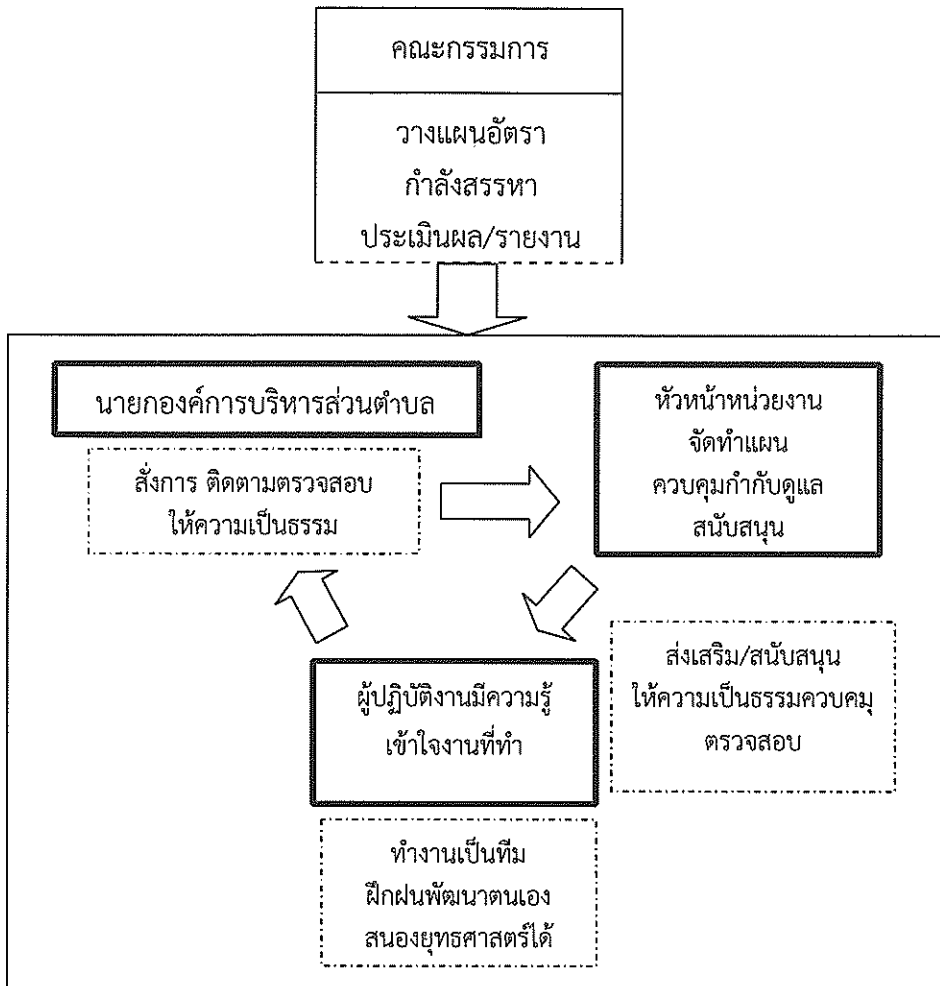 คณะกรรมการ
วางแผนอัตรา
กำลังสรรหา
ประเมินผล/รายงาน
นายกองค์การบริหารส่วนตำบล
สั่งการ ติดตามตรวจสอบ
ให้ความเป็นธรรม
หัวหน้าหน่วยงาน
จัดทำแผน
ควบคุมกำกับดูแล
สนับสนุน
ส่งเสริม/สนับสนุน
ให้ความเป็นธรรมควบคมุ
ตรวจสอบ
ผู้ปฏิบัติงานมีความรู้
เข้าใจงานที่ทำ
ทำงานเป็นทีม
ฝึกฝนพัฒนาตนเอง
สนองยุทธศาสตร์ได้